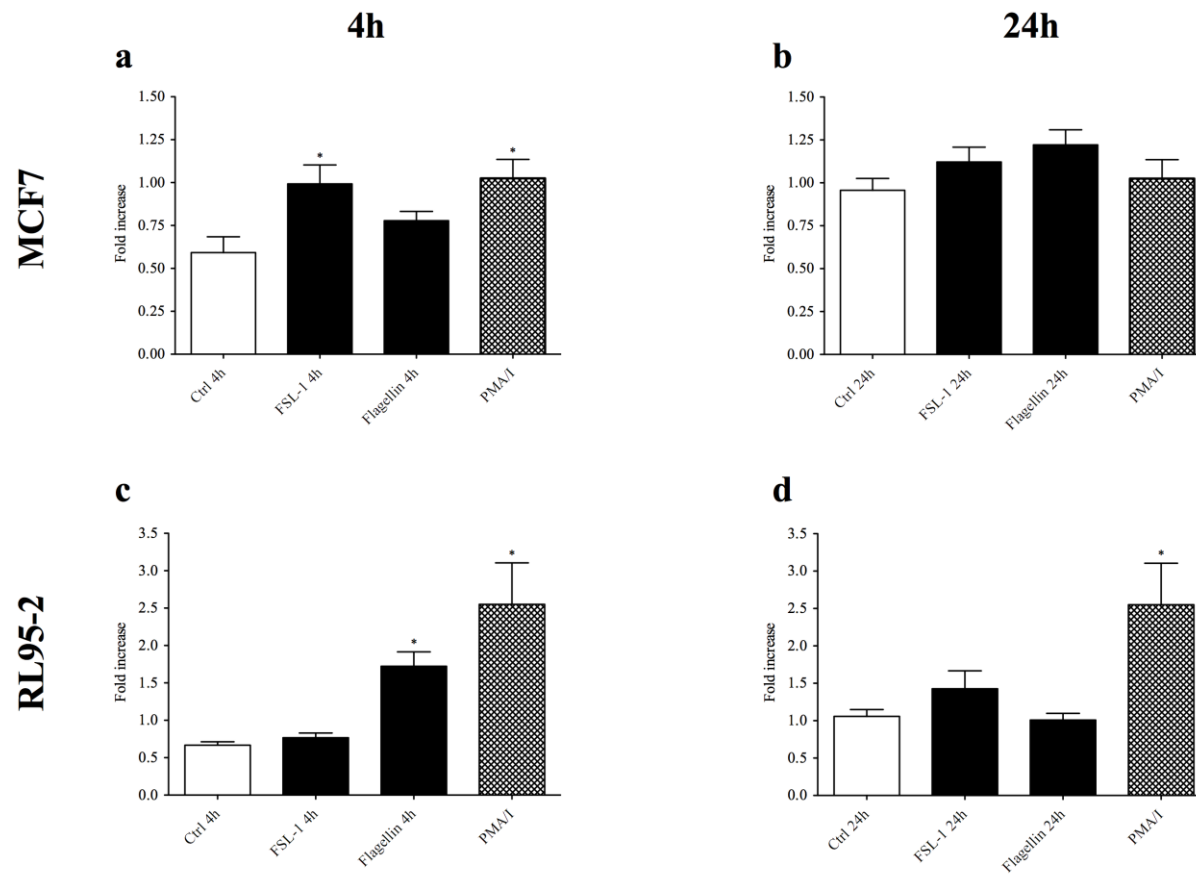 4h
24h
MCF7
a
Fold increase
1.50
1.25
1.00
0.75
0.50
0.25
0.00
*
*
Ctrl 4h
FSL-1 4h
Flagellin 4h
PMA/I
b
Fold increase
1.50
1.25
1.00
0.75
0.50
0.25
0.00
Ctrl 24h
FSL-1 24h
Flagellin 24h
PMA/I
RL95-2
c
Fold increase
3.5
3.0
2.5
2.0
1.5
1.0
0.5
0.0
*
*
Ctrl 4h
FSL-1 4h
Flagellin 4h
PMA/I
d
Fold increase
3.5
3.0
2.5
2.0
1.5
1.0
0.5
0.0
*
Ctrl 24h
FSL-1 24h
Flagellin 24h
PMA/I